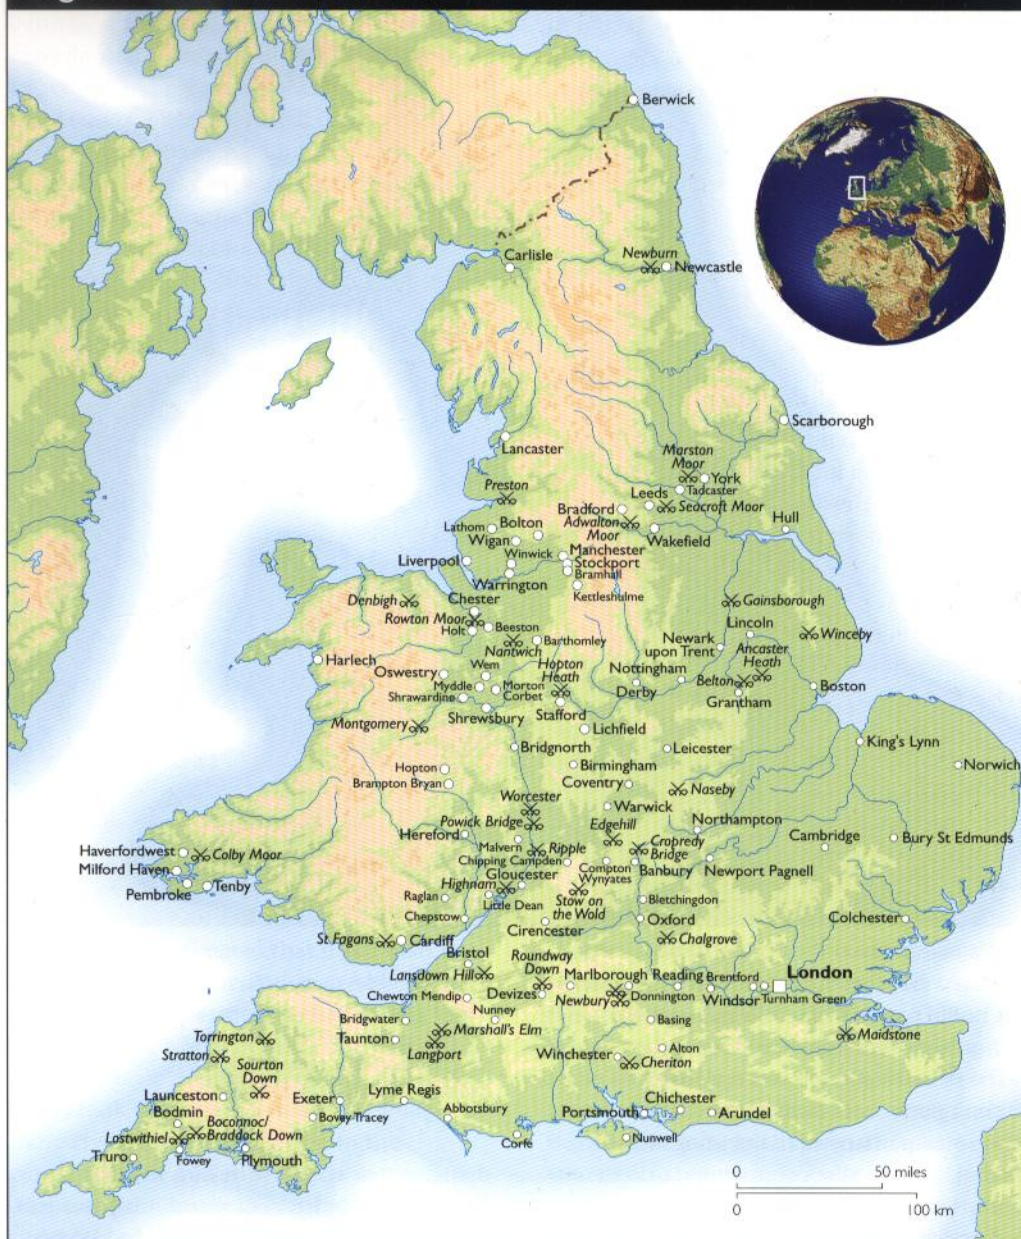 Berwick
Carlisle
Newburn
Newcastle
Scarborough
Lancaster
Marston
Moor
York
Tadcaster
Preston
Leeds
Seacroft Moor
Bradford
Adwalton
Moor
Wakefield
Hull
Lathom
Bolton
Wigan
Winwick
Manchester
Stockport
Bramhall
Kettleshulme
Liverpool
Warrington
Denbigh
Chester
Rowton Moor
Holt
Beeston
Nantwich
Barthomley
Gainsborough
Lincoln
Winceby
Newark
upon Trent
Ancaster
Heath
Harlech
Oswestry
Wem
Hopton
Heath
Nottingham
Belton
Myddle
Morton
Corbet
Shrawardine
Derby
Grantham
Boston
Shrewsbury
Stafford
Montgomery
Lichfield
King's Lynn
Bridgnorth
Leicester
Norwich
Hopton
Birmingham
Brampton Bryan
Coventry
Naseby
Worcester
Warwick
Powick Bridge
Edgehill
Northampton
Hereford
Cropredy
Bridge
Cambridge
Bury St Edmunds
Malvern
Ripple
Haverfordwest
Colby Moor
Chipping Campden
Compton
Wynyates
Banbury
Newport Pagnell
Milford Haven
Gloucester
Pembroke
Tenby
Highnam
Raglan
Little Dean
Stow on
the Wold
Bletchingdon
Chepstow
Cirencester
Oxford
Colchester
St Fagans
Cardiff
Chalgrove
Bristol
Roundway
Down
Lansdown Hill
Marlborough
Reading
Brentford
London
Chewton Mendip
Devizes
Newbury
Donnington
Windsor
Turnham Green
Nunney
Bridgwater
Marshall's Elm
Basing
Torrington
Taunton
Langport
Maidstone
Stratton
Winchester
Alton
Cheriton
Sourton
Down
Launceston
Exeter
Lyme Regis
Chichester
Bodmin
Bovey Tracey
Abbotsbury
Portsmouth
Arundel
Boconnoc/
Braddock Down
Lostwithiel
Corfe
Nunwell
Truro
Fowey
Plymouth
0 50 miles
0 100 km